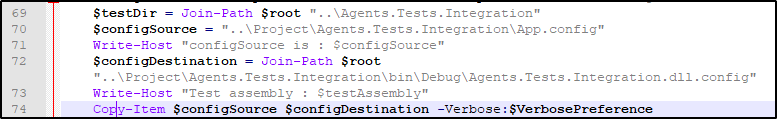 69 $testDir = Join-Path $root "..\Agents.Tests.Integration"
70 $configSource = "..\Project\Agents.Tests.Integration\App.config"
71 Write-Host "configSource is : $configSource"
72 $configDestination = Join-Path $root
"..\Project\Agents.Tests.Integration\bin\Debug\Agents.Tests.Integration.dll.config"
73 Write-Host "Test assembly : $testAssembly"
74 Copy-Item $configSource $configDestination -Verbose:$VerbosePreference